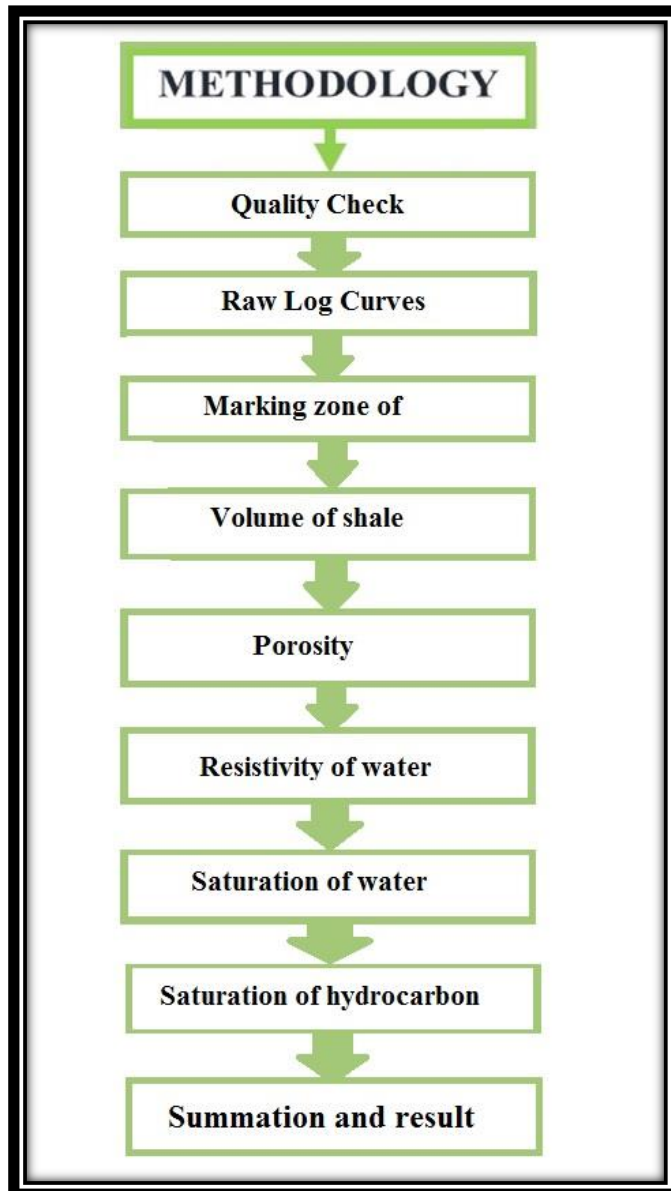 METHODOLOGY
Quality Check
Raw Log Curves
Marking zone of
Volume of shale
Porosity
Resistivity of water
Saturation of water
Saturation of hydrocarbon
Summation and result